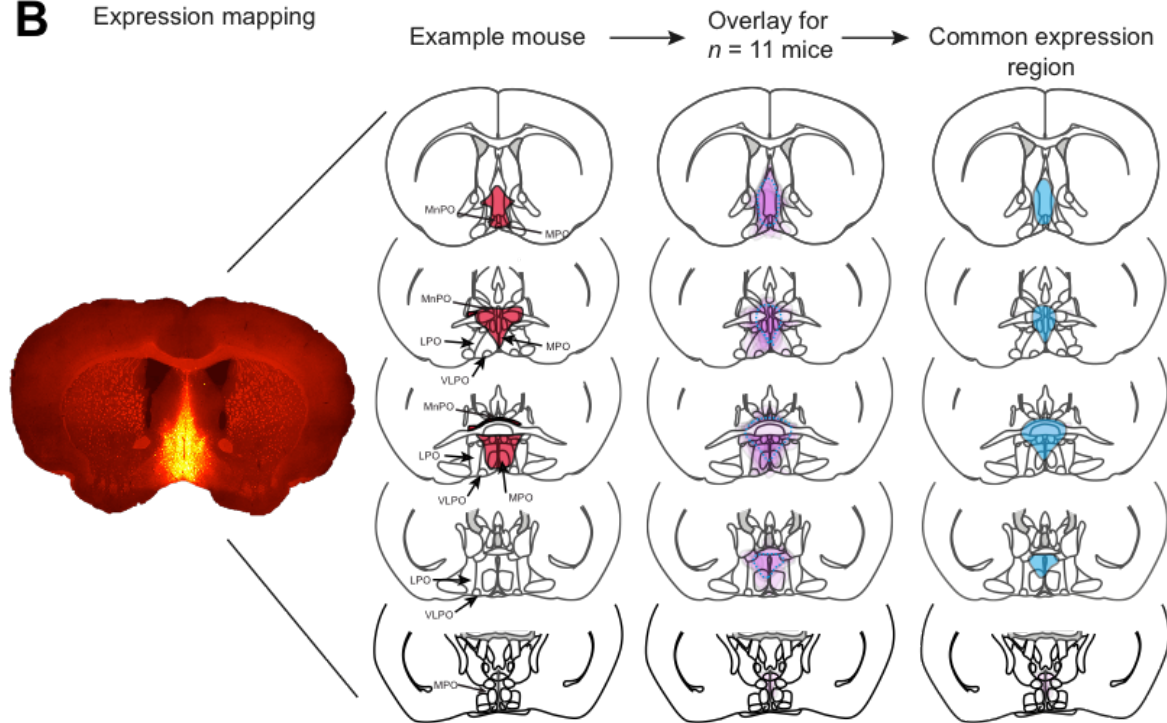 B Expression mapping
Example mouse
Overlay for
n = 11 mice
Common expression
region
MnPO
MPO
MnPO
LPO
MPO
VLPO
MnPO
LPO
VLPO
MPO
LPO
VLPO
MPO